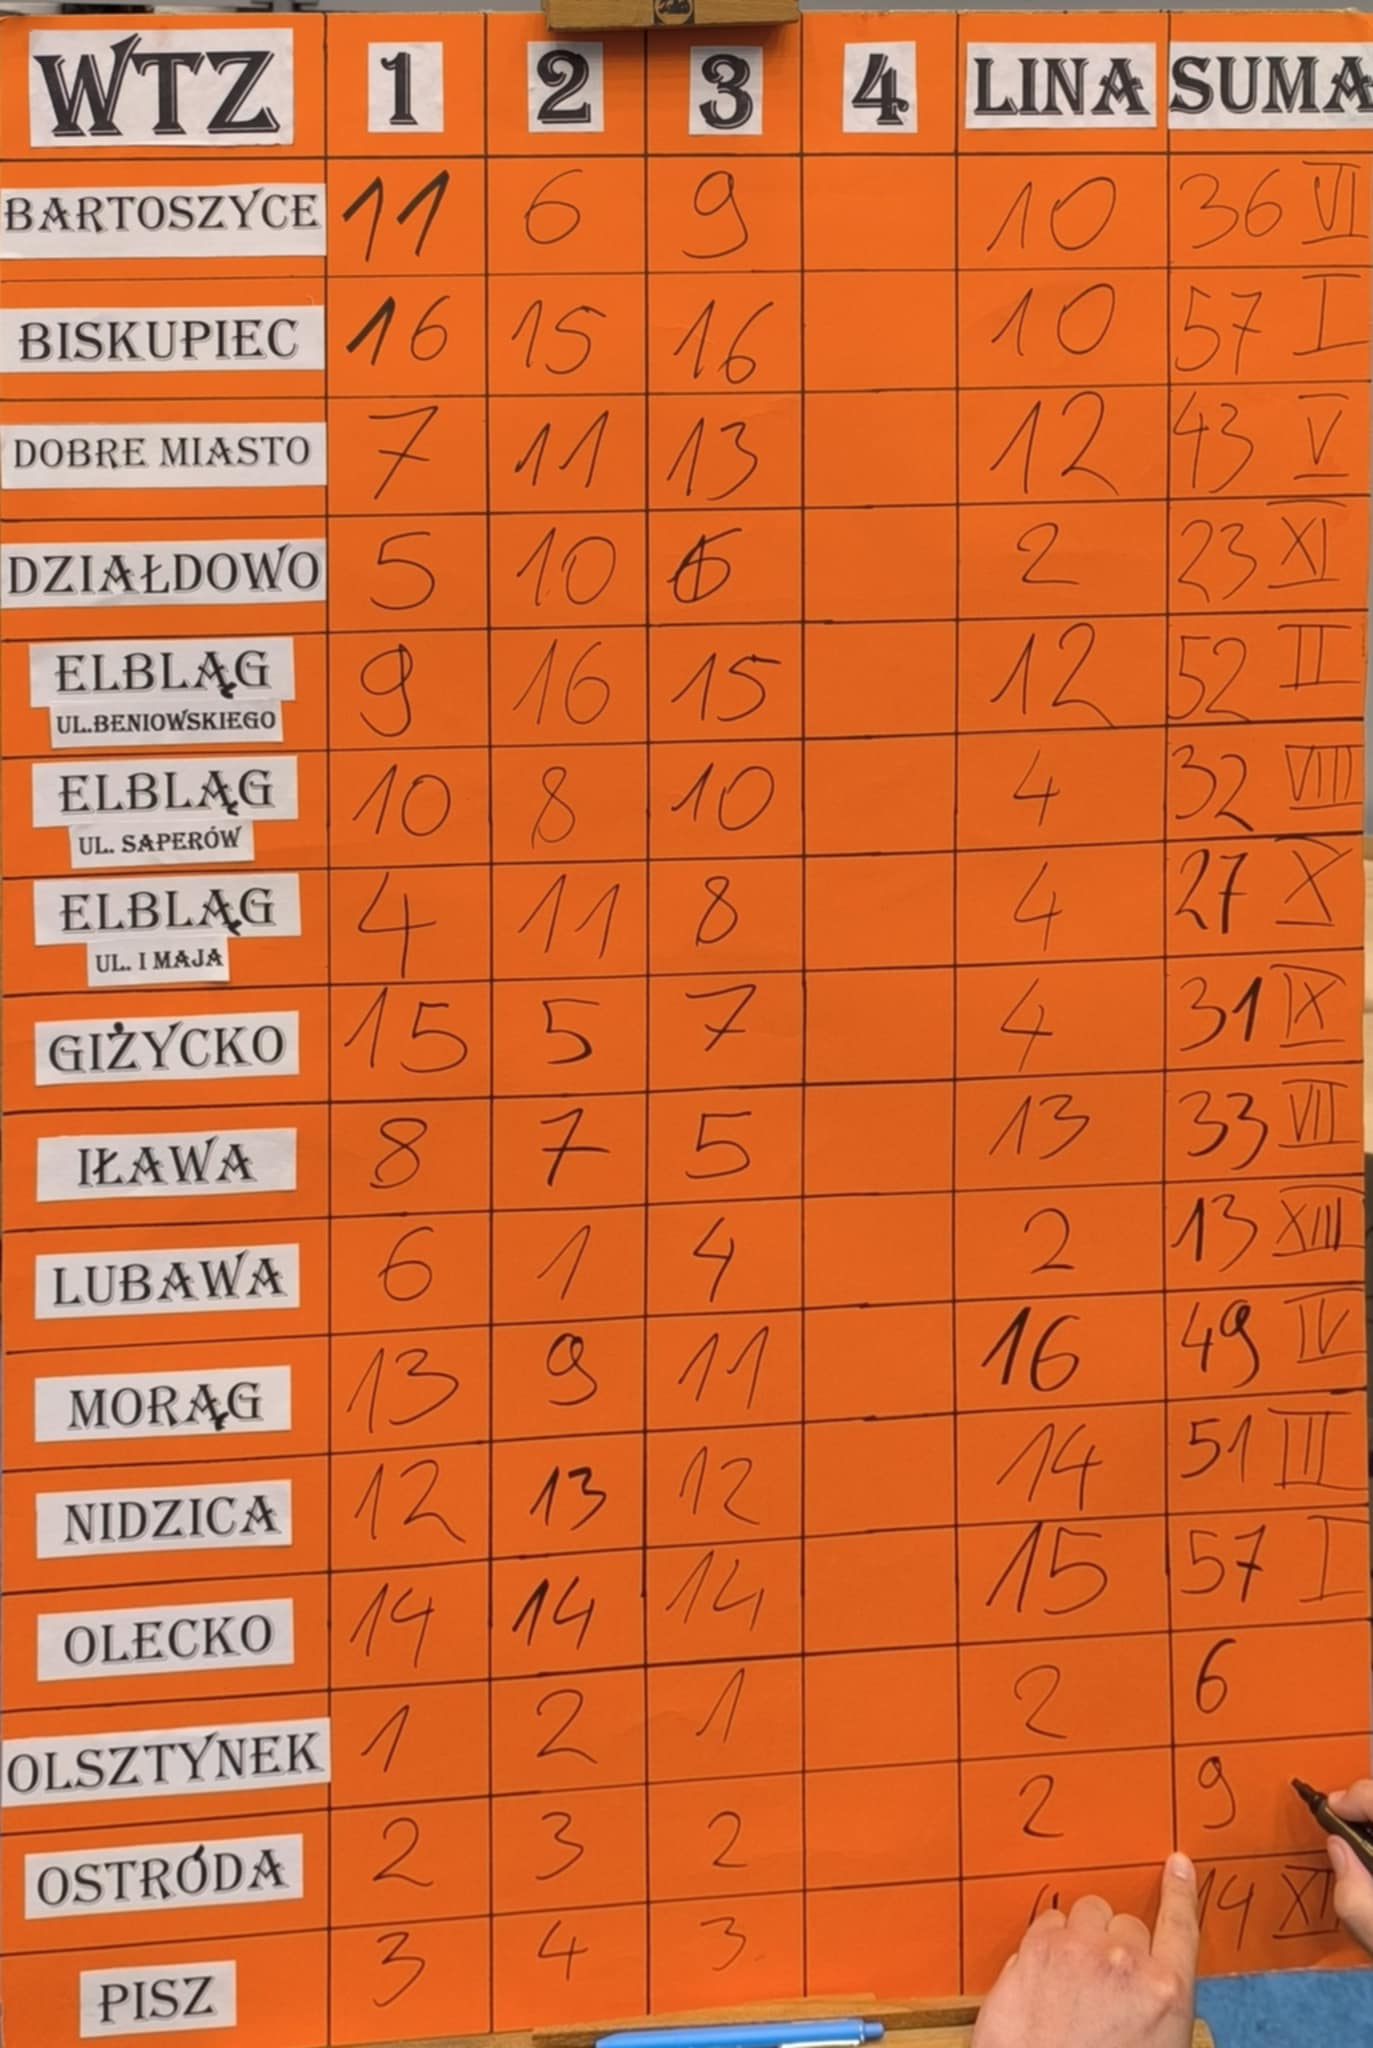 WTZ 1 2 3 4 LINA SUMA
BARTOSZYCE 11 6 9 10 36 VI
BISKUPIEC 16 15 16 10 57 I
DOBRE MIASTO 7 11 13 12 43 V
DZIAŁDOWO 5 10 6 2 23 XI
ELBLĄG 9 16 15 12 52 II
UL.BENIOWSKIEGO
ELBLĄG 10 8 10 4 32 VIII
UL. SAPERÓW
ELBLĄG 4 11 8 4 27 X
UL. I MAJA
GIŻYCKO 15 5 7 4 31 IX
IŁAWA 8 7 5 13 33 VII
LUBAWA 6 1 4 2 13 XIII
MORĄG 13 9 11 16 49 IV
NIDZICA 12 13 12 14 51 III
OLECKO 14 14 14 15 57 I
OLSZTYNEK 1 2 1 2 6
OSTRÓDA 2 3 2 2 9
PISZ 3 4 3 14